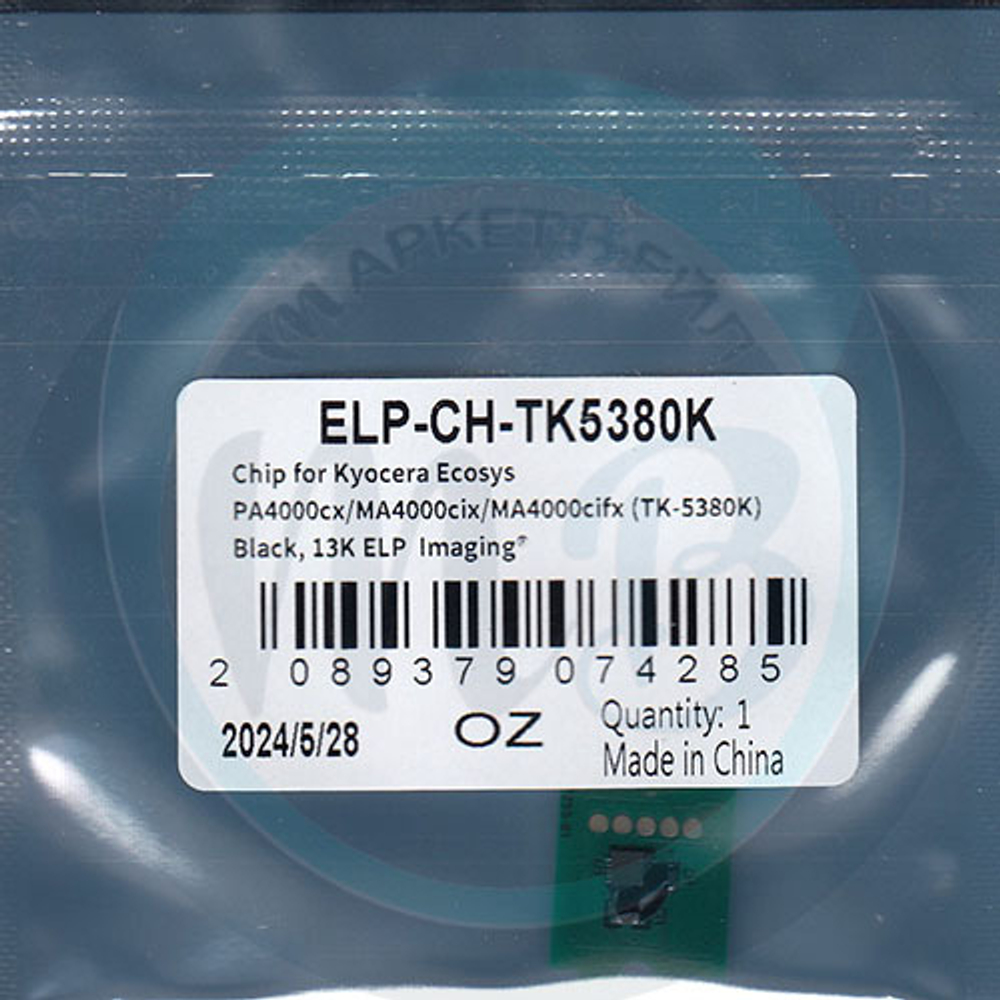 ELP-CH-TK5380K
Chip for Kyocera Ecosys
PA4000cx/MA4000cix/MA4000cifx (TK-5380K)
Black, 13K ELP Imaging®
2 089379 074285
2024/5/28 OZ Quantity: 1
Made in China